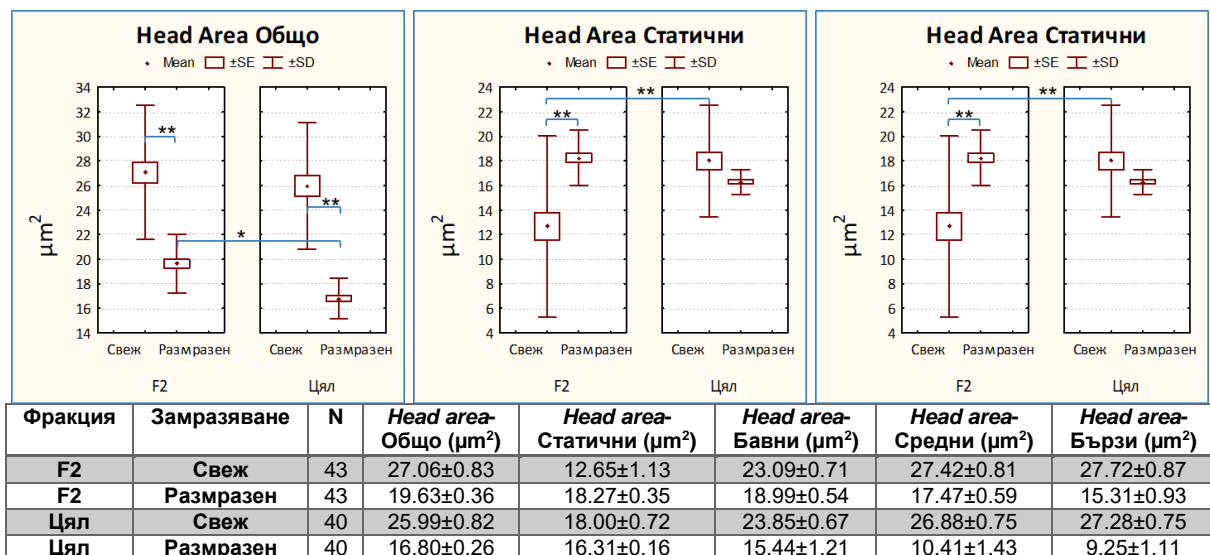 Head Area Общо
Mean ±SE ±SD
34
32
30
28
26
24
22
20
18
16
14
µm²
**
**
*
Свеж Размразен Свеж Размразен
F2 Цял
Head Area Статични
Mean ±SE ±SD
24
22
20
18
16
14
12
10
8
6
4
µm²
**
**
Свеж Размразен Свеж Размразен
F2 Цял
Head Area Статични
Mean ±SE ±SD
24
22
20
18
16
14
12
10
8
6
4
µm²
**
**
Свеж Размразен Свеж Размразен
F2 Цял
Фракция Замразяване N Head area-Общо (µm²) Head area-Статични (µm²) Head area-Бавни (µm²) Head area-Средни (µm²) Head area-Бързи (µm²)
F2 Свеж 43 27.06±0.83 12.65±1.13 23.09±0.71 27.42±0.81 27.72±0.87
F2 Размразен 43 19.63±0.36 18.27±0.35 18.99±0.54 17.47±0.59 15.31±0.93
Цял Свеж 40 25.99±0.82 18.00±0.72 23.85±0.67 26.88±0.75 27.28±0.75
Цял Размразен 40 16.80±0.26 16.31±0.16 15.44±1.21 10.41±1.43 9.25±1.11